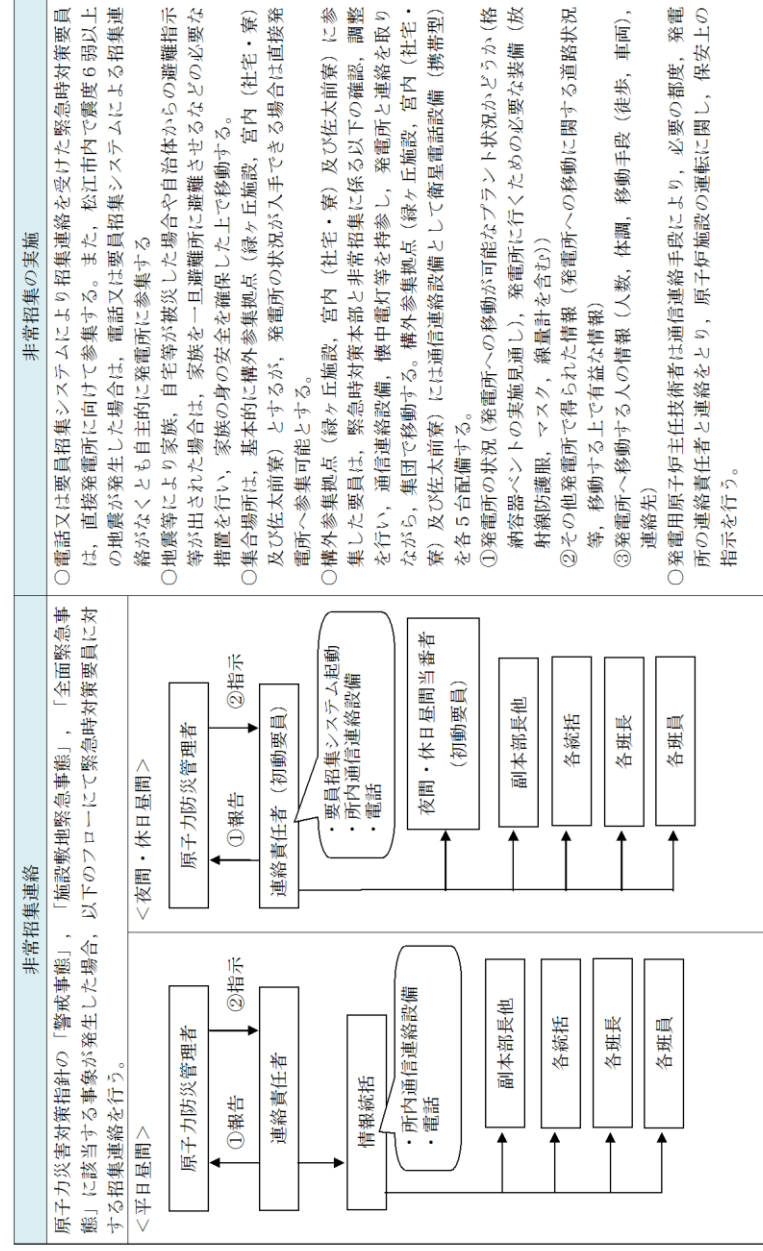 非常招集連絡
原子力災害対策指針の「警戒事態」，「施設敷地緊急事態」，「全面緊急事
態」に該当する事象が発生した場合，以下のフローにて緊急時対策要員に対
する招集連絡を行う。
＜平日昼間＞
原子力防災管理者
①報告
②指示
連絡責任者
情報統括
・所内通信連絡設備
・電話
副本部長他
各統括
各班長
各班員
＜夜間・休日昼間＞
原子力防災管理者
①報告
②指示
連絡責任者（初動要員）
・要員招集システム起動
・所内通信連絡設備
・電話
夜間・休日昼間当番者
（初動要員）
副本部長他
各統括
各班長
各班員
非常招集の実施
○電話又は要員招集システムにより招集連絡を受けた緊急時対策要員
は，直接発電所に向けて参集する。また，松江市内で震度６弱以上
の地震が発生した場合は，電話又は要員招集システムによる招集連
絡がなくとも自主的に発電所に参集する
○地震等により家族，自宅等が被災した場合や自治体からの避難指示
等が出された場合は，家族を一旦避難所に避難させるなどの必要な
措置を行い，家族の身の安全を確保した上で移動する。
○集合場所は，基本的に構外参集拠点（緑ヶ丘施設，宮内（社宅・寮）
及び佐太前寮）とするが，発電所の状況が入手できる場合は直接発
電所へ参集可能とする。
○構外参集拠点（緑ヶ丘施設，宮内（社宅・寮）及び佐太前寮）に参
集した要員は，緊急時対策本部と非常招集に係る以下の確認，調整
を行い，通信連絡設備，懐中電灯等を持参し，発電所と連絡を取り
ながら，集団で移動する。構外参集拠点（緑ヶ丘施設，宮内（社宅・
寮）及び佐太前寮）には通信連絡設備として衛星電話設備（携帯型）
を各５台配備する。
①発電所の状況（発電所への移動が可能なプラント状況かどうか（格
納容器ベントの実施見通し），発電所に行くための必要な装備（放
射線防護服，マスク，線量計を含む））
②その他発電所で得られた情報（発電所への移動に関する道路状況
等，移動する上で有益な情報）
③発電所へ移動する人の情報（人数，体調，移動手段（徒歩，車両），
連絡先）
○発電用原子炉主任技術者は通信連絡手段により，必要の都度，発電
所の連絡責任者と連絡をとり，原子炉施設の運転に関し，保安上の
指示を行う。